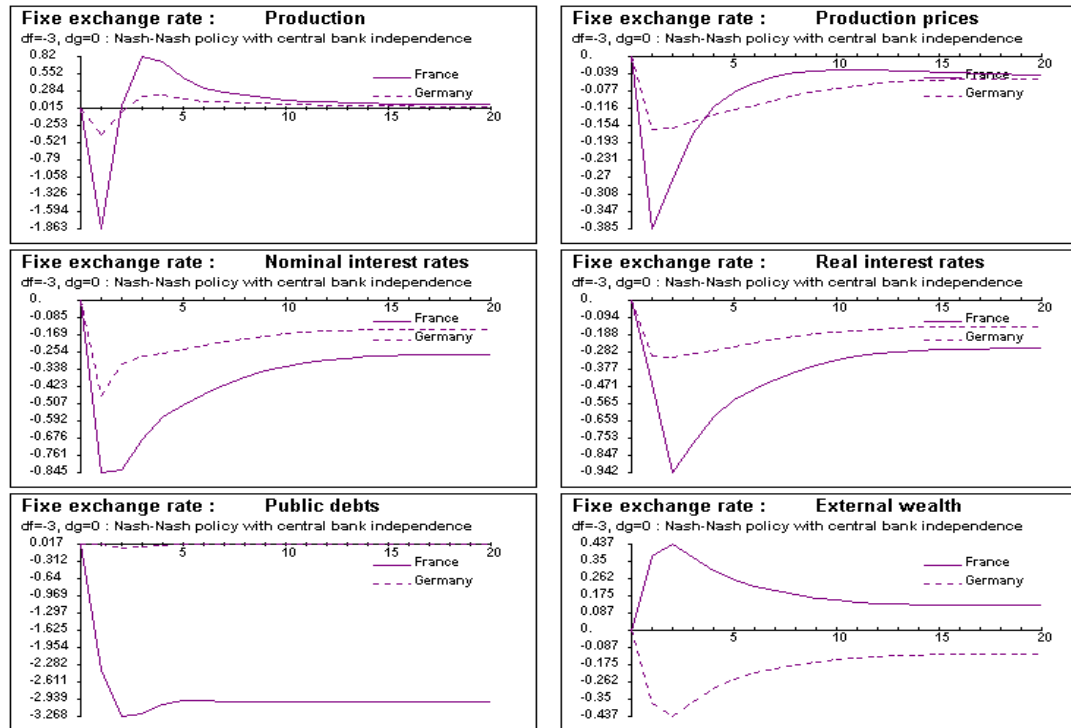 Fixe exchange rate : Production
df=-3, dg=0 : Nash-Nash policy with central bank independence
0.82
0.552
0.284
0.015
-0.253
-0.521
-0.79
-1.058
-1.326
-1.594
-1.863
5 10 15 20
France
Germany
Fixe exchange rate : Production prices
df=-3, dg=0 : Nash-Nash policy with central bank independence
0.
-0.039
-0.077
-0.116
-0.154
-0.193
-0.231
-0.27
-0.308
-0.347
-0.385
5 10 15 20
France
Germany
Fixe exchange rate : Nominal interest rates
df=-3, dg=0 : Nash-Nash policy with central bank independence
0.
-0.085
-0.169
-0.254
-0.338
-0.423
-0.507
-0.592
-0.676
-0.761
-0.845
5 10 15 20
France
Germany
Fixe exchange rate : Real interest rates
df=-3, dg=0 : Nash-Nash policy with central bank independence
0.
-0.094
-0.188
-0.282
-0.377
-0.471
-0.565
-0.659
-0.753
-0.847
-0.942
5 10 15 20
France
Germany
Fixe exchange rate : Public debts
df=-3, dg=0 : Nash-Nash policy with central bank independence
0.017
-0.312
-0.64
-0.969
-1.297
-1.625
-1.954
-2.282
-2.611
-2.939
-3.268
5 10 15 20
France
Germany
Fixe exchange rate : External wealth
df=-3, dg=0 : Nash-Nash policy with central bank independence
0.437
0.35
0.262
0.175
0.087
0.
-0.087
-0.175
-0.262
-0.35
-0.437
5 10 15 20
France
Germany